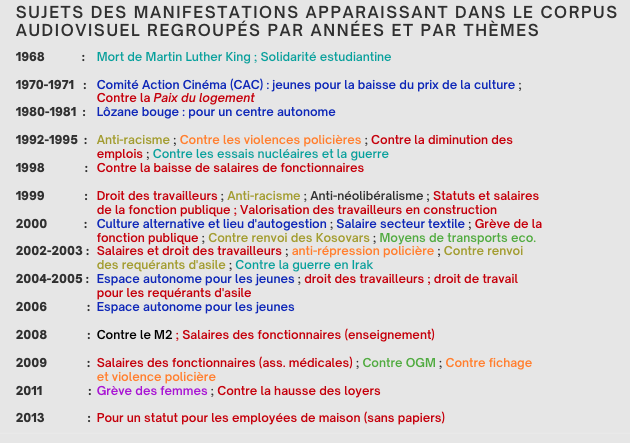 SUJETS DES MANIFESTATIONS APPARAISSANT DANS LE CORPUS
AUDIOVISUEL REGROUPÉS PAR ANNÉES ET PAR THÈMES
1968 : Mort de Martin Luther King ; Solidarité estudiantine
1970-1971 : Comité Action Cinéma (CAC) : jeunes pour la baisse du prix de la culture ;
Contre la Paix du logement
1980-1981 : Lôzane bouge : pour un centre autonome
1992-1995 : Anti-racisme ; Contre les violences policières ; Contre la diminution des
emplois ; Contre les essais nucléaires et la guerre
1998 : Contre la baisse de salaires de fonctionnaires
1999 : Droit des travailleurs ; Anti-racisme ; Anti-néolibéralisme ; Statuts et salaires
de la fonction publique ; Valorisation des travailleurs en construction
2000 : Culture alternative et lieu d'autogestion ; Salaire secteur textile ; Grève de la
fonction publique ; Contre renvoi des Kosovars ; Moyens de transports eco.
2002-2003 : Salaires et droit des travailleurs ; anti-répression policière ; Contre renvoi
des requérants d'asile ; Contre la guerre en Irak
2004-2005 : Espace autonome pour les jeunes ; droit des travailleurs ; droit de travail
pour les requérants d'asile
2006 : Espace autonome pour les jeunes
2008 : Contre le M2 ; Salaires des fonctionnaires (enseignement)
2009 : Salaires des fonctionnaires (ass. médicales) ; Contre OGM ; Contre fichage
et violence policière
2011 : Grève des femmes ; Contre la hausse des loyers
2013 : Pour un statut pour les employées de maison (sans papiers)